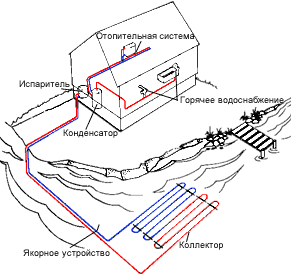 Отопительная система
Испаритель
Горячее водоснабжение
Конденсатор
Якорное устройство
Коллектор